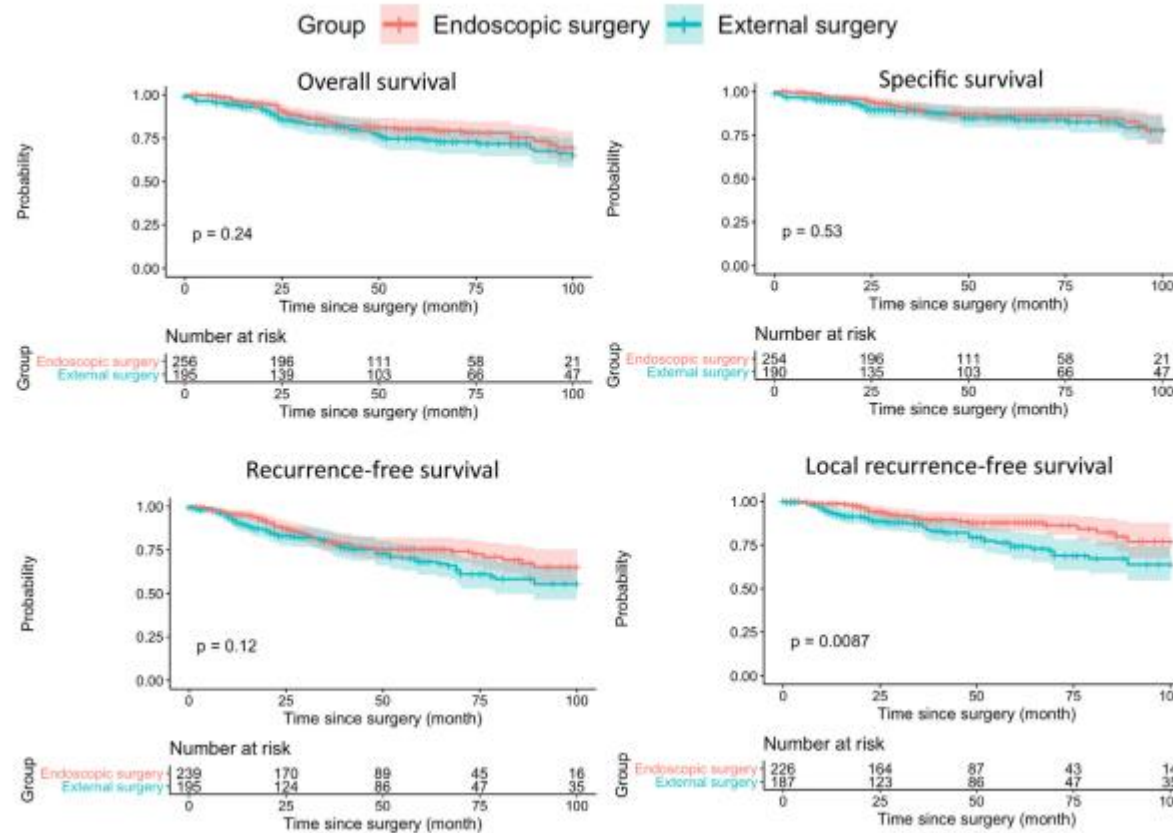 Group Endoscopic surgery External surgery
Overall survival
1.00
0.75
0.50
0.25
0.00
Probability
p = 0.24
0 25 50 75 100
Time since surgery (month)
Number at risk
Group
Endoscopic surgery 256 196 111 58 21
External surgery 195 139 103 66 47
0 25 50 75 100
Time since surgery (month)
Specific survival
1.00
0.75
0.50
0.25
0.00
Probability
p = 0.53
0 25 50 75 100
Time since surgery (month)
Number at risk
Group
Endoscopic surgery 254 196 111 58 21
External surgery 190 135 103 66 47
0 25 50 75 100
Time since surgery (month)
Recurrence-free survival
1.00
0.75
0.50
0.25
0.00
Probability
p = 0.12
0 25 50 75 100
Time since surgery (month)
Number at risk
Group
Endoscopic surgery 239 170 89 45 16
External surgery 195 124 86 47 35
0 25 50 75 100
Time since surgery (month)
Local recurrence-free survival
1.00
0.75
0.50
0.25
0.00
Probability
p = 0.0087
0 25 50 75 100
Time since surgery (month)
Number at risk
Group
Endoscopic surgery 226 164 87 43 14
External surgery 187 123 86 47 35
0 25 50 75 100
Time since surgery (month)